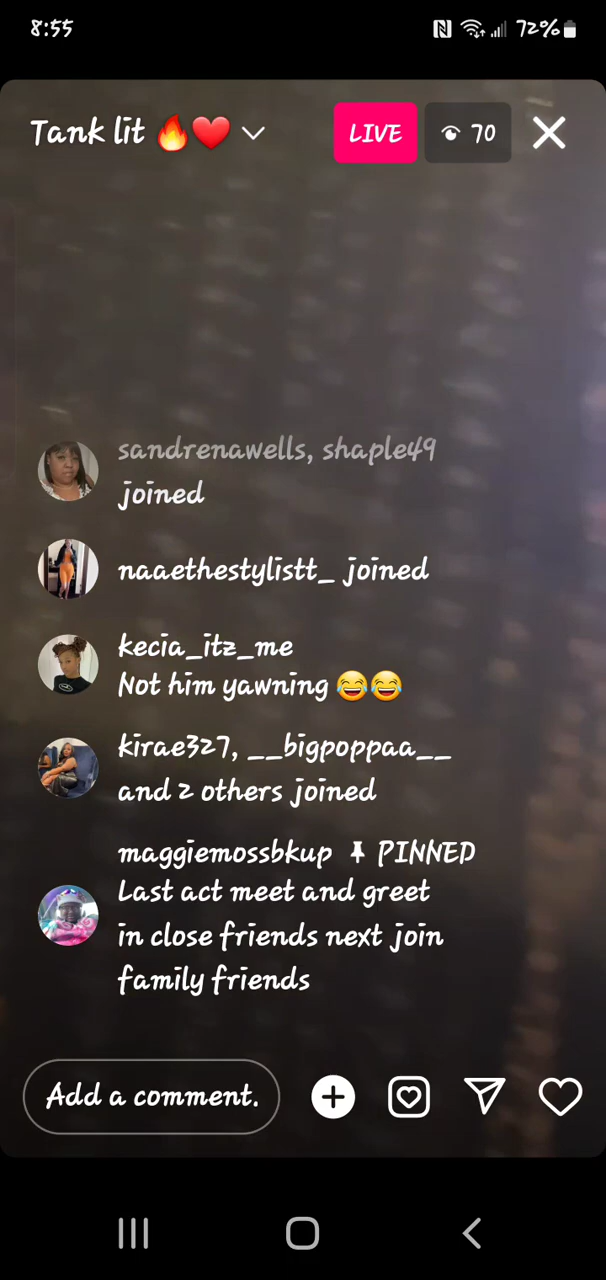 8:55 72%
Tank lit 🔥❤️ LIVE 70
sandrenawells, shaple49
joined
naaethestylistt_ joined
kecia_itz_me
Not him yawning 😂😂
kirae327, __bigpoppaa__
and 2 others joined
maggiemossbkup PINNED
Last act meet and greet
in close friends next join
family friends
Add a comment.